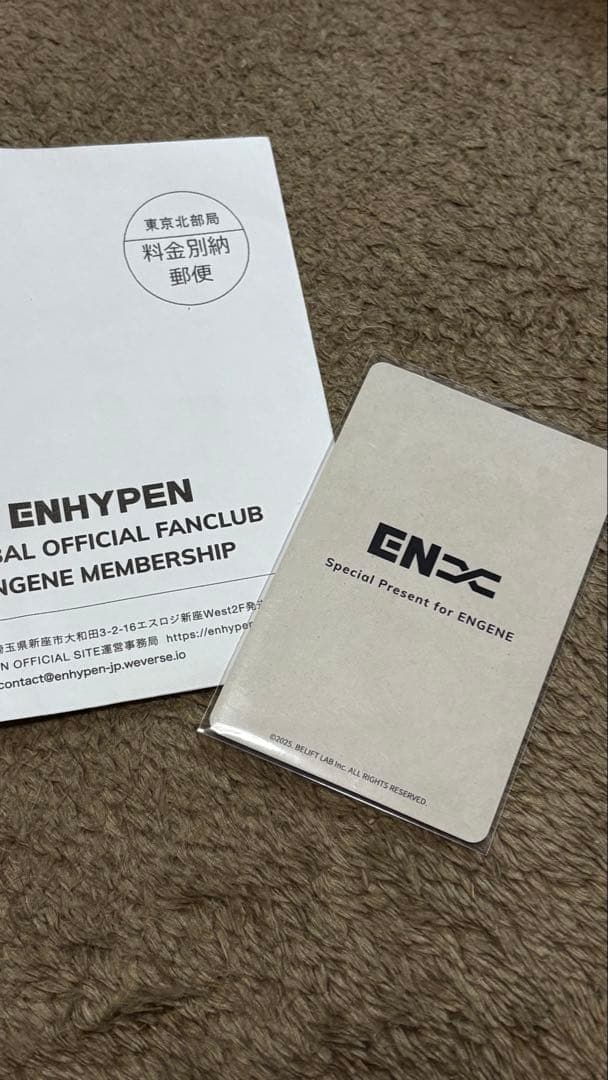 東京北部局
料金別納
郵便
ENHYPEN
BAL OFFICIAL FANCLUB
NGENE MEMBERSHIP
埼玉県新座市大和田3-2-16エスロジ新座West2F発
N OFFICIAL SITE運営事務局 https://enhypen
contact@enhypen-jp.weverse.io
EN
Special Present for ENGENE
©2025. BELIFT LAB Inc. ALL RIGHTS RESERVED.